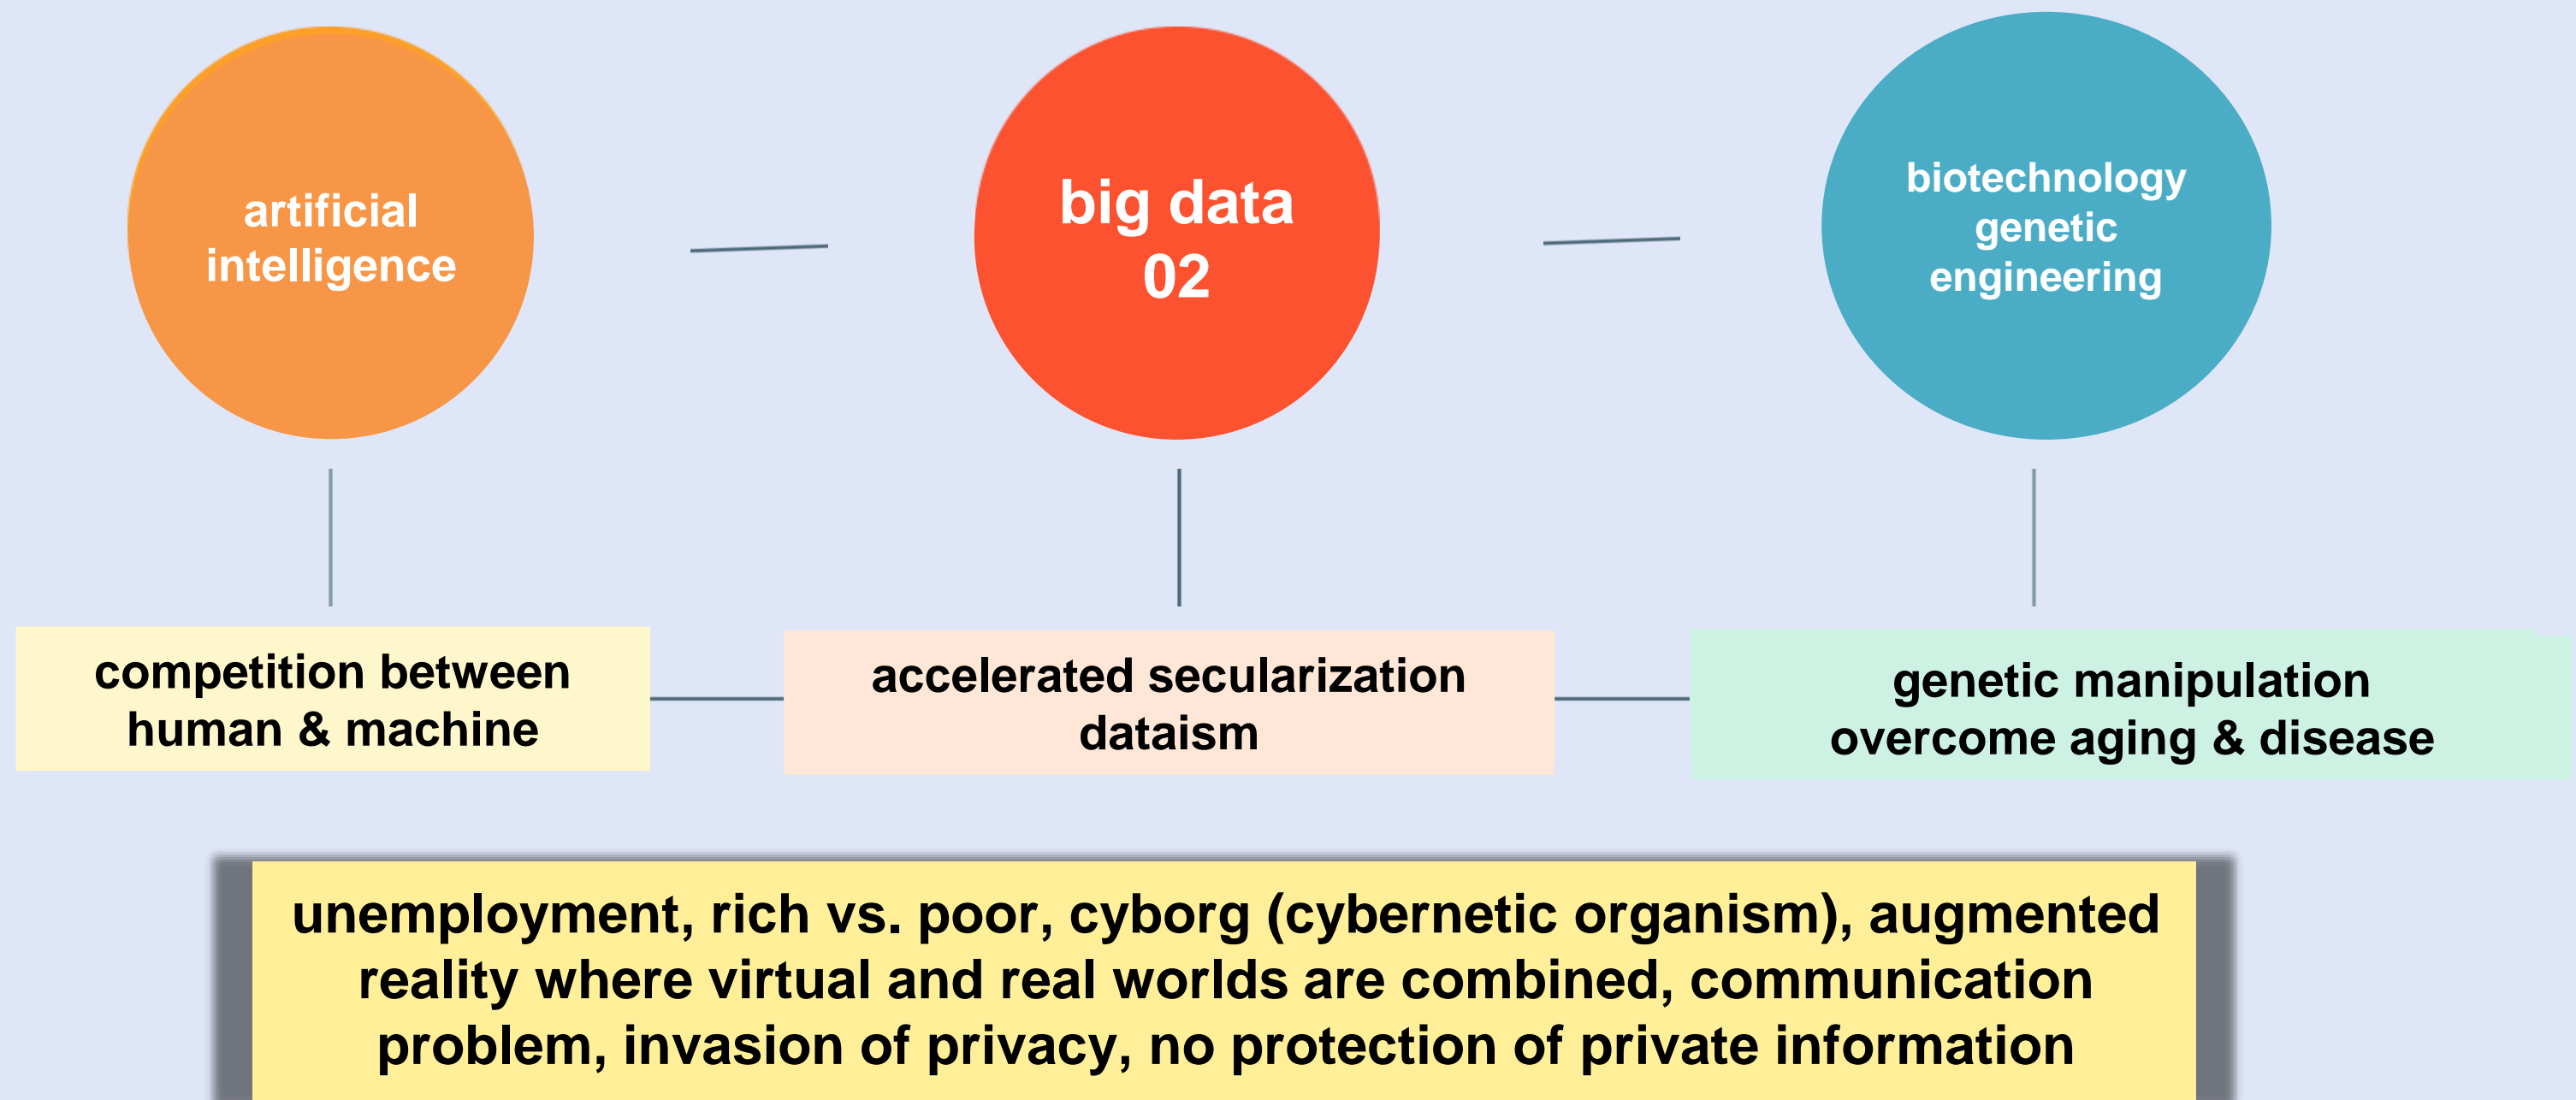 artificial
intelligence
big data
02
biotechnology
genetic
engineering
competition between
human & machine
accelerated secularization
dataism
genetic manipulation
overcome aging & disease
unemployment, rich vs. poor, cyborg (cybernetic organism), augmented
reality where virtual and real worlds are combined, communication
problem, invasion of privacy, no protection of private information